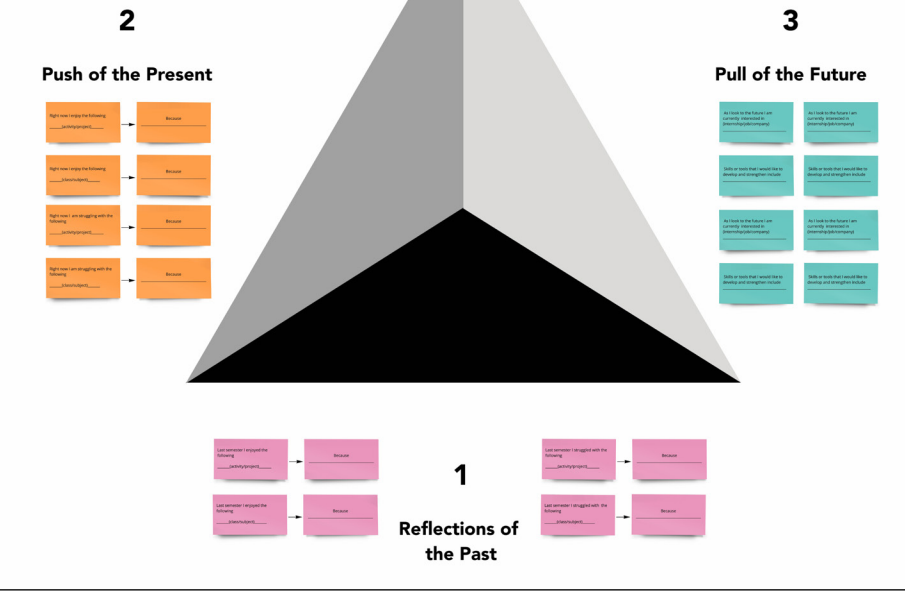 2
Push of the Present
Right now I enjoy the following
_____(activity/project)_____
Because
Right now I enjoy the following
_____(class/subject)_____
Because
Right now I am struggling with the
following
_____(activity/project)_____
Because
Right now I am struggling with the
following
_____(class/subject)_____
Because
3
Pull of the Future
As I look to the future I am
currently interested in
(internship/job/company)
As I look to the future I am
currently interested in
(internship/job/company)
Skills or tools that I would like to
develop and strengthen include
Skills or tools that I would like to
develop and strengthen include
As I look to the future I am
currently interested in
(internship/job/company)
As I look to the future I am
currently interested in
(internship/job/company)
Skills or tools that I would like to
develop and strengthen include
Skills or tools that I would like to
develop and strengthen include
1
Reflections of
the Past
Last semester I enjoyed the
following
_____(activity/project)_____
Because
Last semester I enjoyed the
following
_____(class/subject)_____
Because
Last semester I struggled with the
following
_____(activity/project)_____
Because
Last semester I struggled with the
following
_____(class/subject)_____
Because